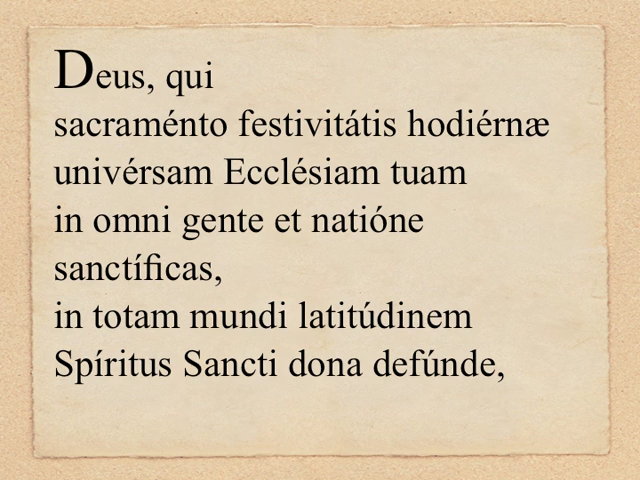 Deus, qui
sacraménto festivitátis hodiérnæ
univérsam Ecclésiam tuam
in omni gente et natióne
sanctíficas,
in totam mundi latitúdinem
Spíritus Sancti dona defúnde,